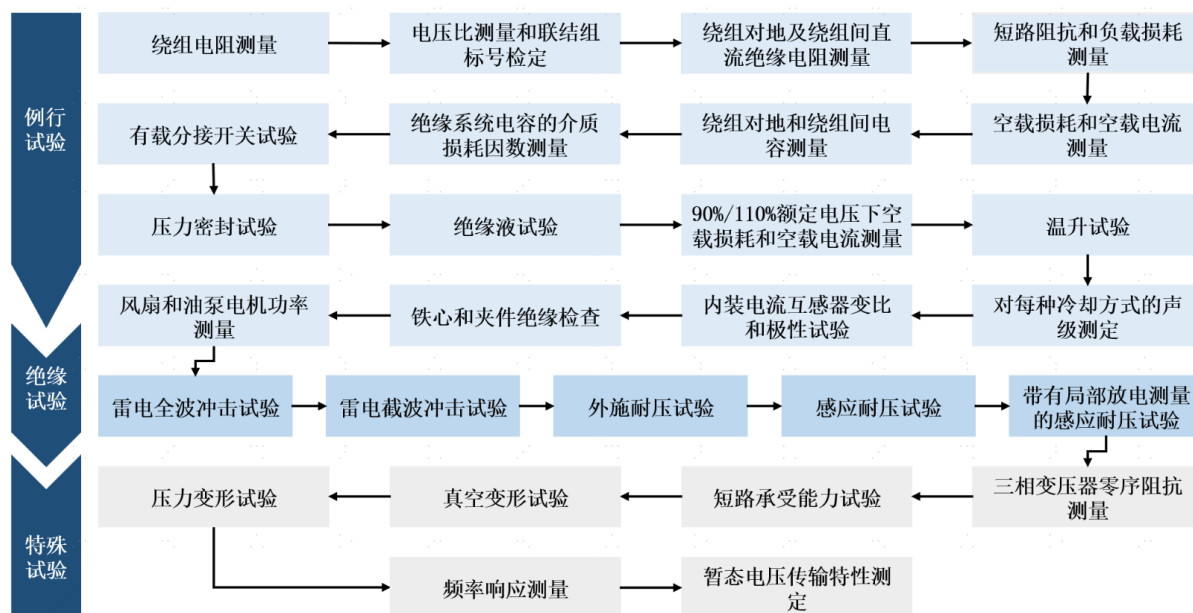 例行
试验
绕组电阻测量
电压比测量和联结组
标号检定
绕组对地及绕组间直
流绝缘电阻测量
短路阻抗和负载损耗
测量
有载分接开关试验
绝缘系统电容的介质
损耗因数测量
绕组对地和绕组间电
容测量
空载损耗和空载电流
测量
压力密封试验
绝缘液试验
90%/110%额定电压下空
载损耗和空载电流测量
温升试验
风扇和油泵电机功率
测量
铁心和夹件绝缘检查
内装电流互感器变比
和极性试验
对每种冷却方式的声
级测定
绝缘
试验
雷电全波冲击试验
雷电截波冲击试验
外施耐压试验
感应耐压试验
带有局部放电测量
的感应耐压试验
特殊
试验
压力变形试验
真空变形试验
短路承受能力试验
三相变压器零序阻抗
测量
频率响应测量
暂态电压传输特性测
定